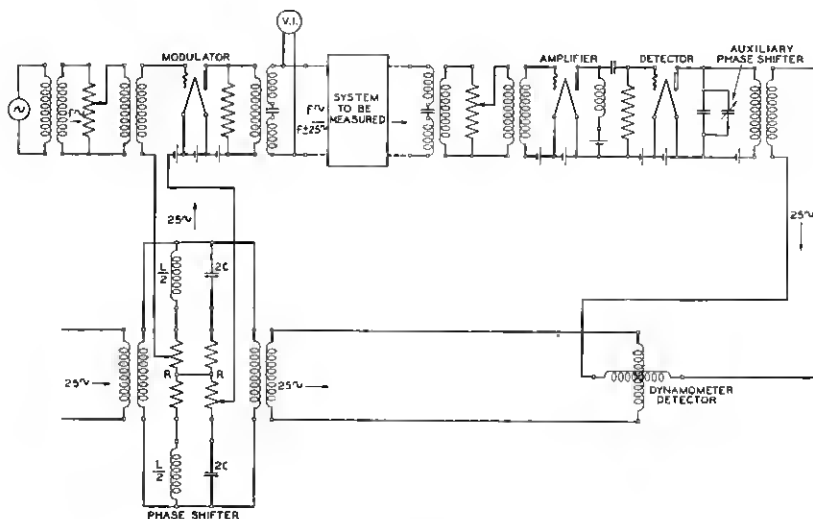 V.I.
MODULATOR
AMPLIFIER
DETECTOR
AUXILIARY
PHASE SHIFTER
F~
SYSTEM
TO BE
MEASURED
F~
F±25~
25~
25~
L/2
2C
R
R
25~
25~
L/2
2C
DYNAMOMETER
DETECTOR
PHASE SHIFTER